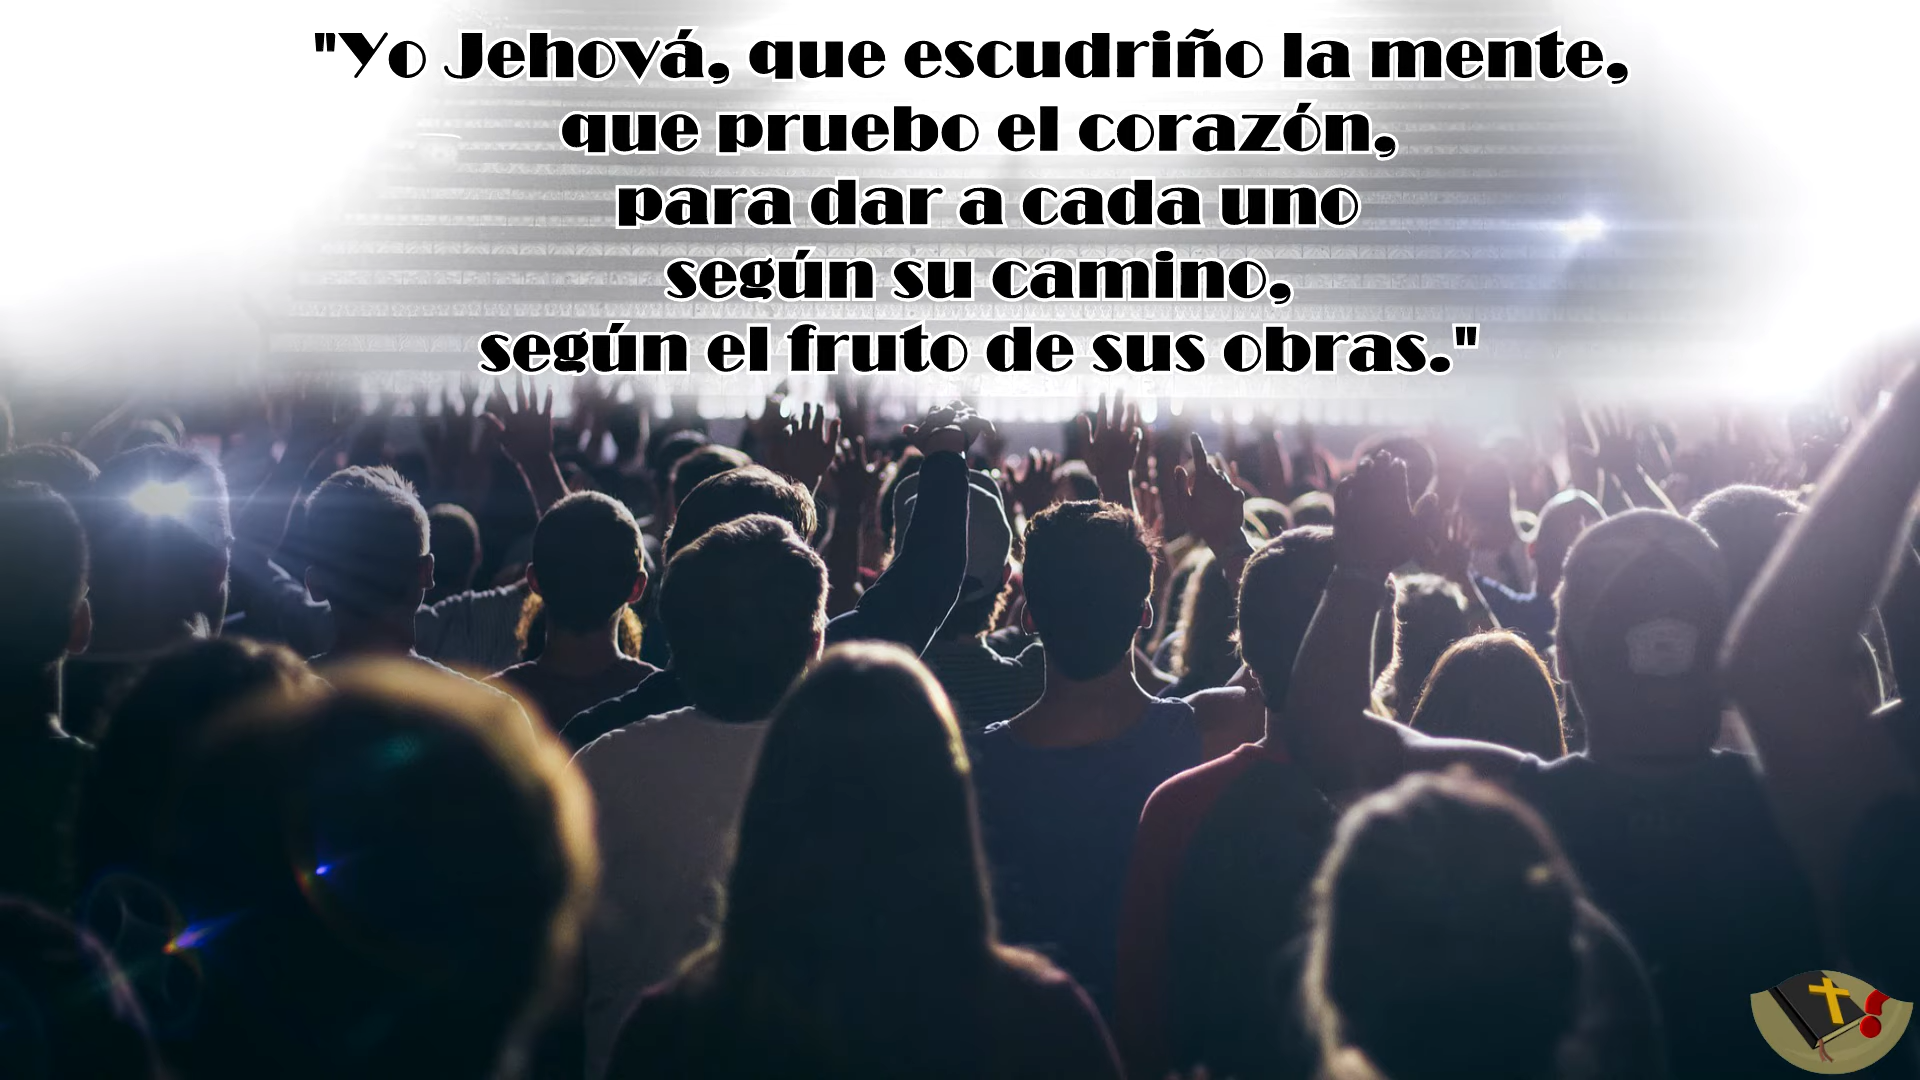 "Yo Jehová, que escudriño la mente,
que pruebo el corazón,
para dar a cada uno
según su camino,
según el fruto de sus obras."